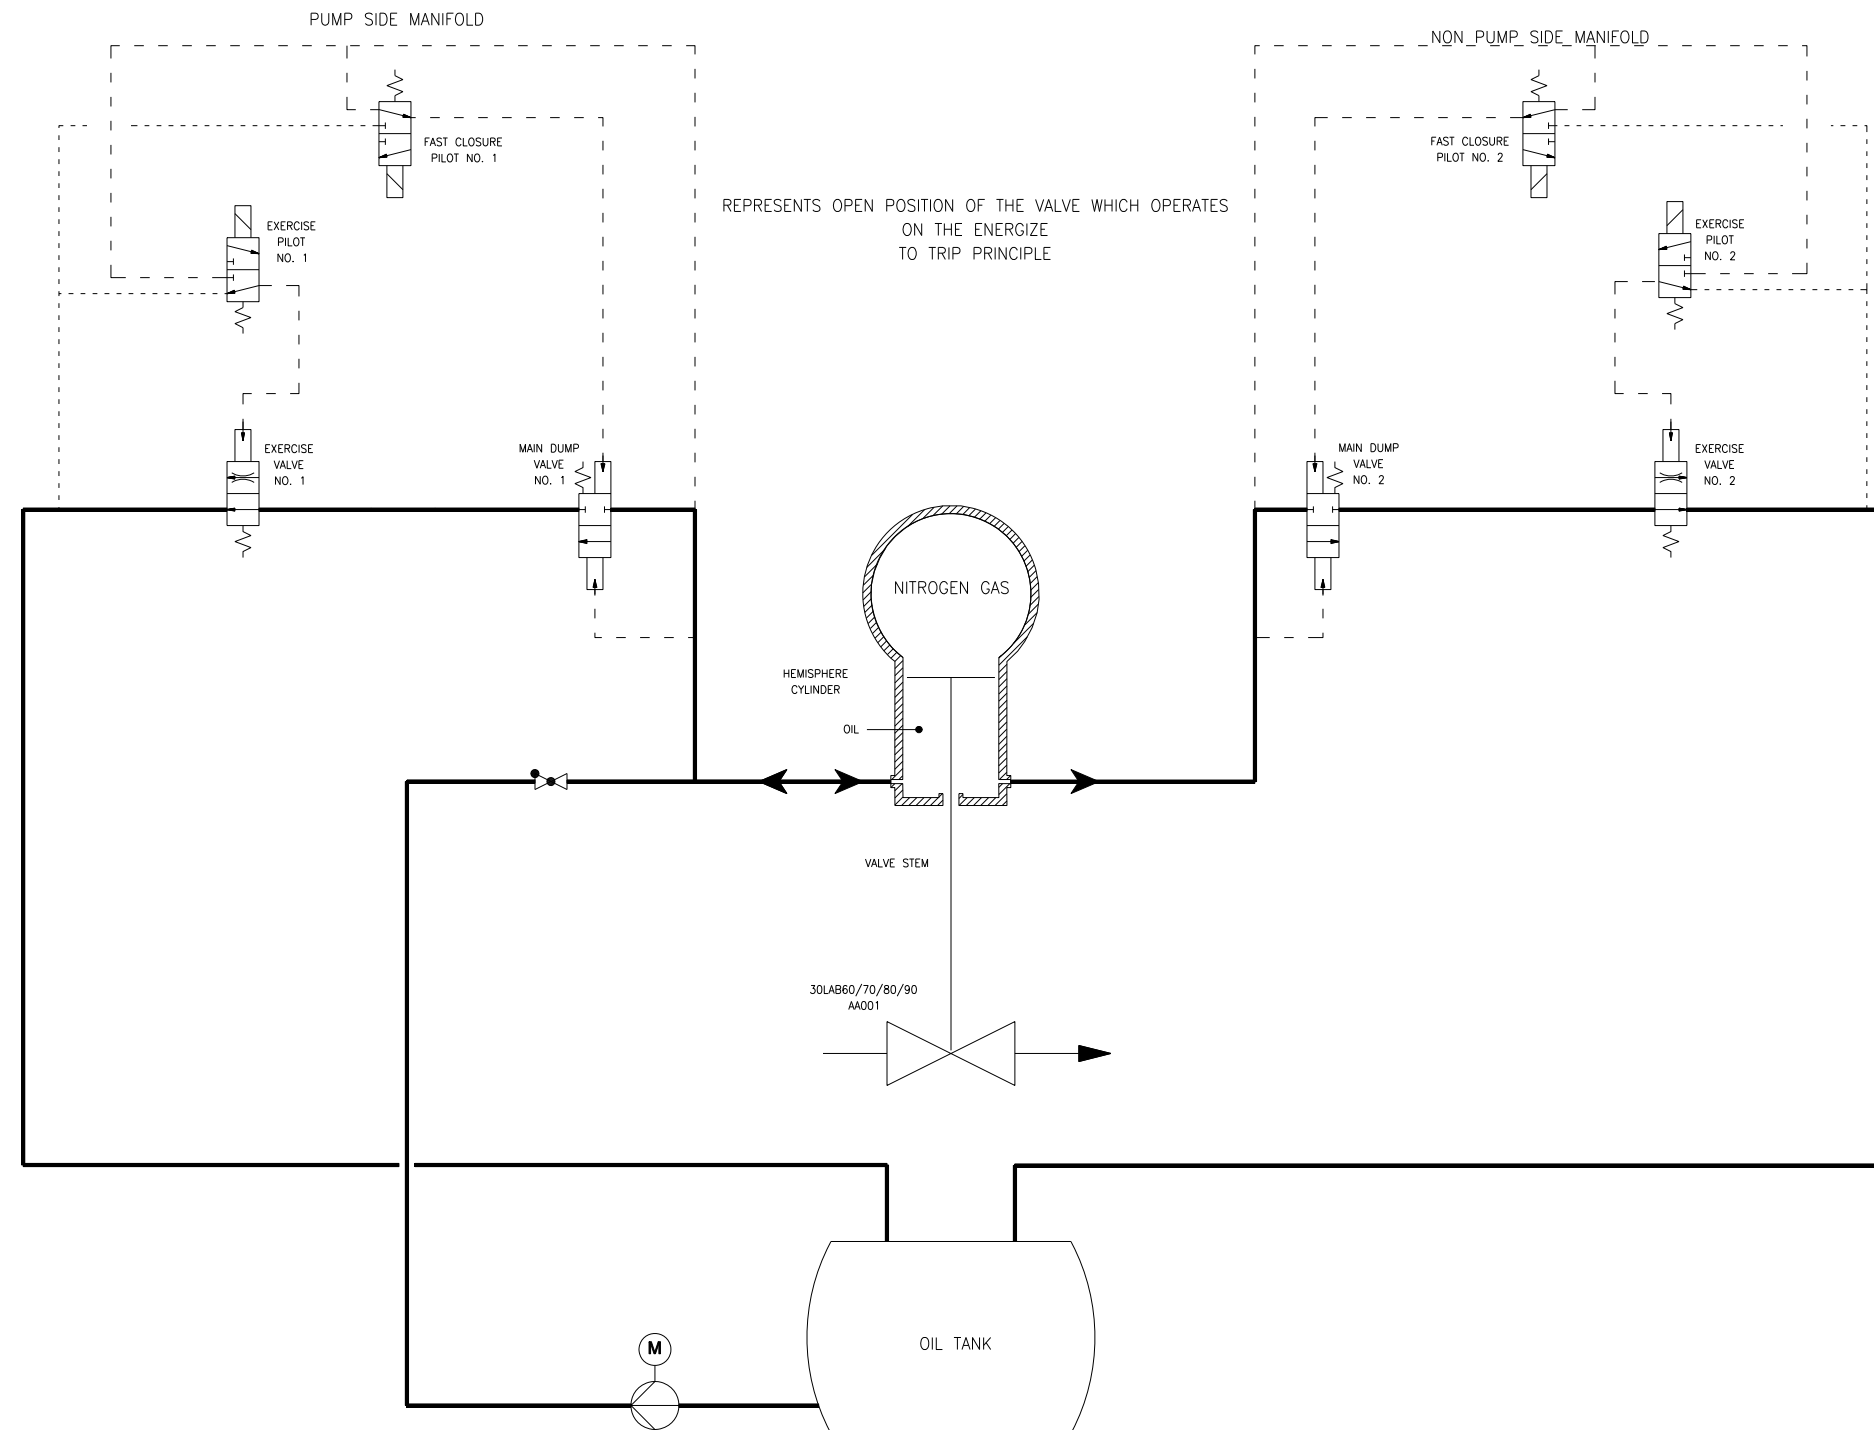 PUMP SIDE MANIFOLD
NON PUMP SIDE MANIFOLD
FAST CLOSURE
PILOT NO. 1
FAST CLOSURE
PILOT NO. 2
REPRESENTS OPEN POSITION OF THE VALVE WHICH OPERATES
ON THE ENERGIZE
TO TRIP PRINCIPLE
EXERCISE
PILOT
NO. 1
EXERCISE
PILOT
NO. 2
EXERCISE
VALVE
NO. 1
MAIN DUMP
VALVE
NO. 1
MAIN DUMP
VALVE
NO. 2
EXERCISE
VALVE
NO. 2
NITROGEN GAS
HEMISPHERE
CYLINDER
OIL
VALVE STEM
30LAB60/70/80/90
AA001
OIL TANK
M